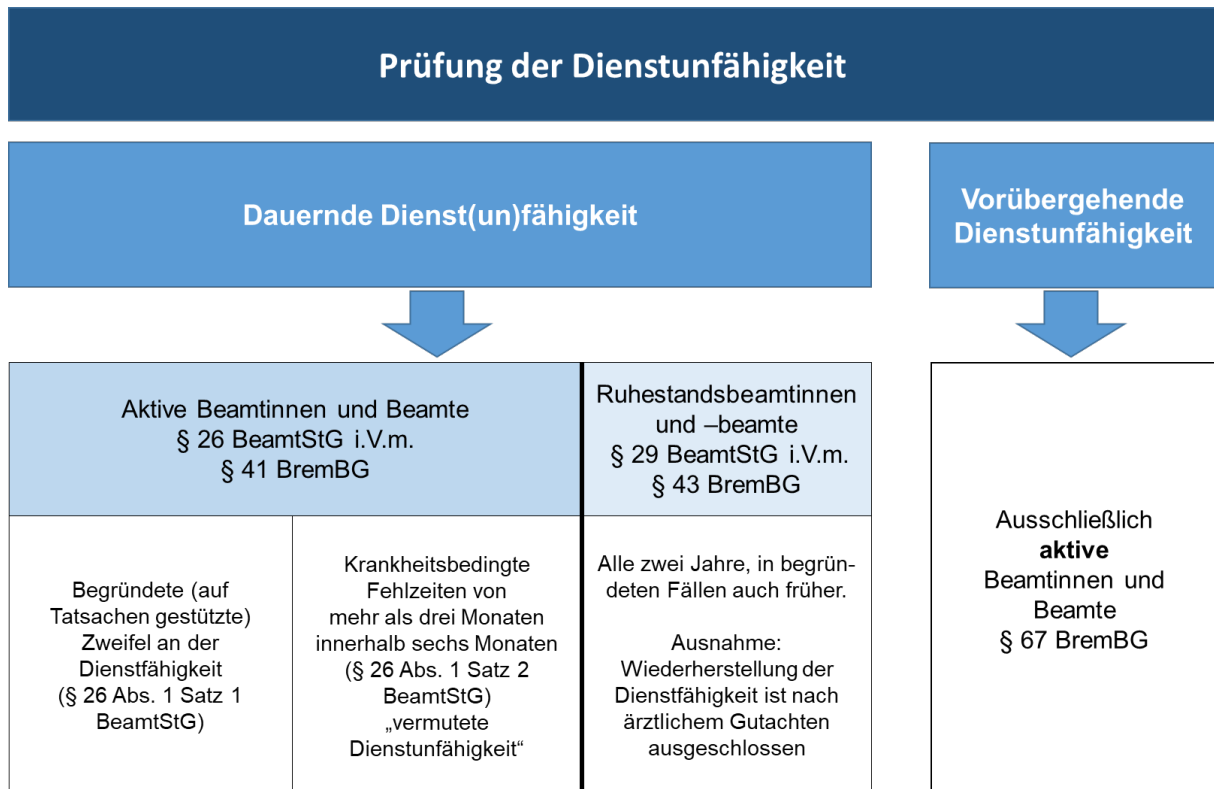 Prüfung der Dienstunfähigkeit
Dauernde Dienst(un)fähigkeit
Vorübergehende
Dienstunfähigkeit
Aktive Beamtinnen und Beamte
§ 26 BeamtStG i.V.m.
§ 41 BremBG
Ruhestandsbeamtinnen
und –beamte
§ 29 BeamtStG i.V.m.
§ 43 BremBG
Begründete (auf
Tatsachen gestützte)
Zweifel an der
Dienstfähigkeit
(§ 26 Abs. 1 Satz 1
BeamtStG)
Krankheitsbedingte
Fehlzeiten von
mehr als drei Monaten
innerhalb sechs Monaten
(§ 26 Abs. 1 Satz 2
BeamtStG)
„vermutete
Dienstunfähigkeit“
Alle zwei Jahre, in begrün-
deten Fällen auch früher.
Ausnahme:
Wiederherstellung der
Dienstfähigkeit ist nach
ärztlichem Gutachten
ausgeschlossen
Ausschließlich
aktive
Beamtinnen und
Beamte
§ 67 BremBG